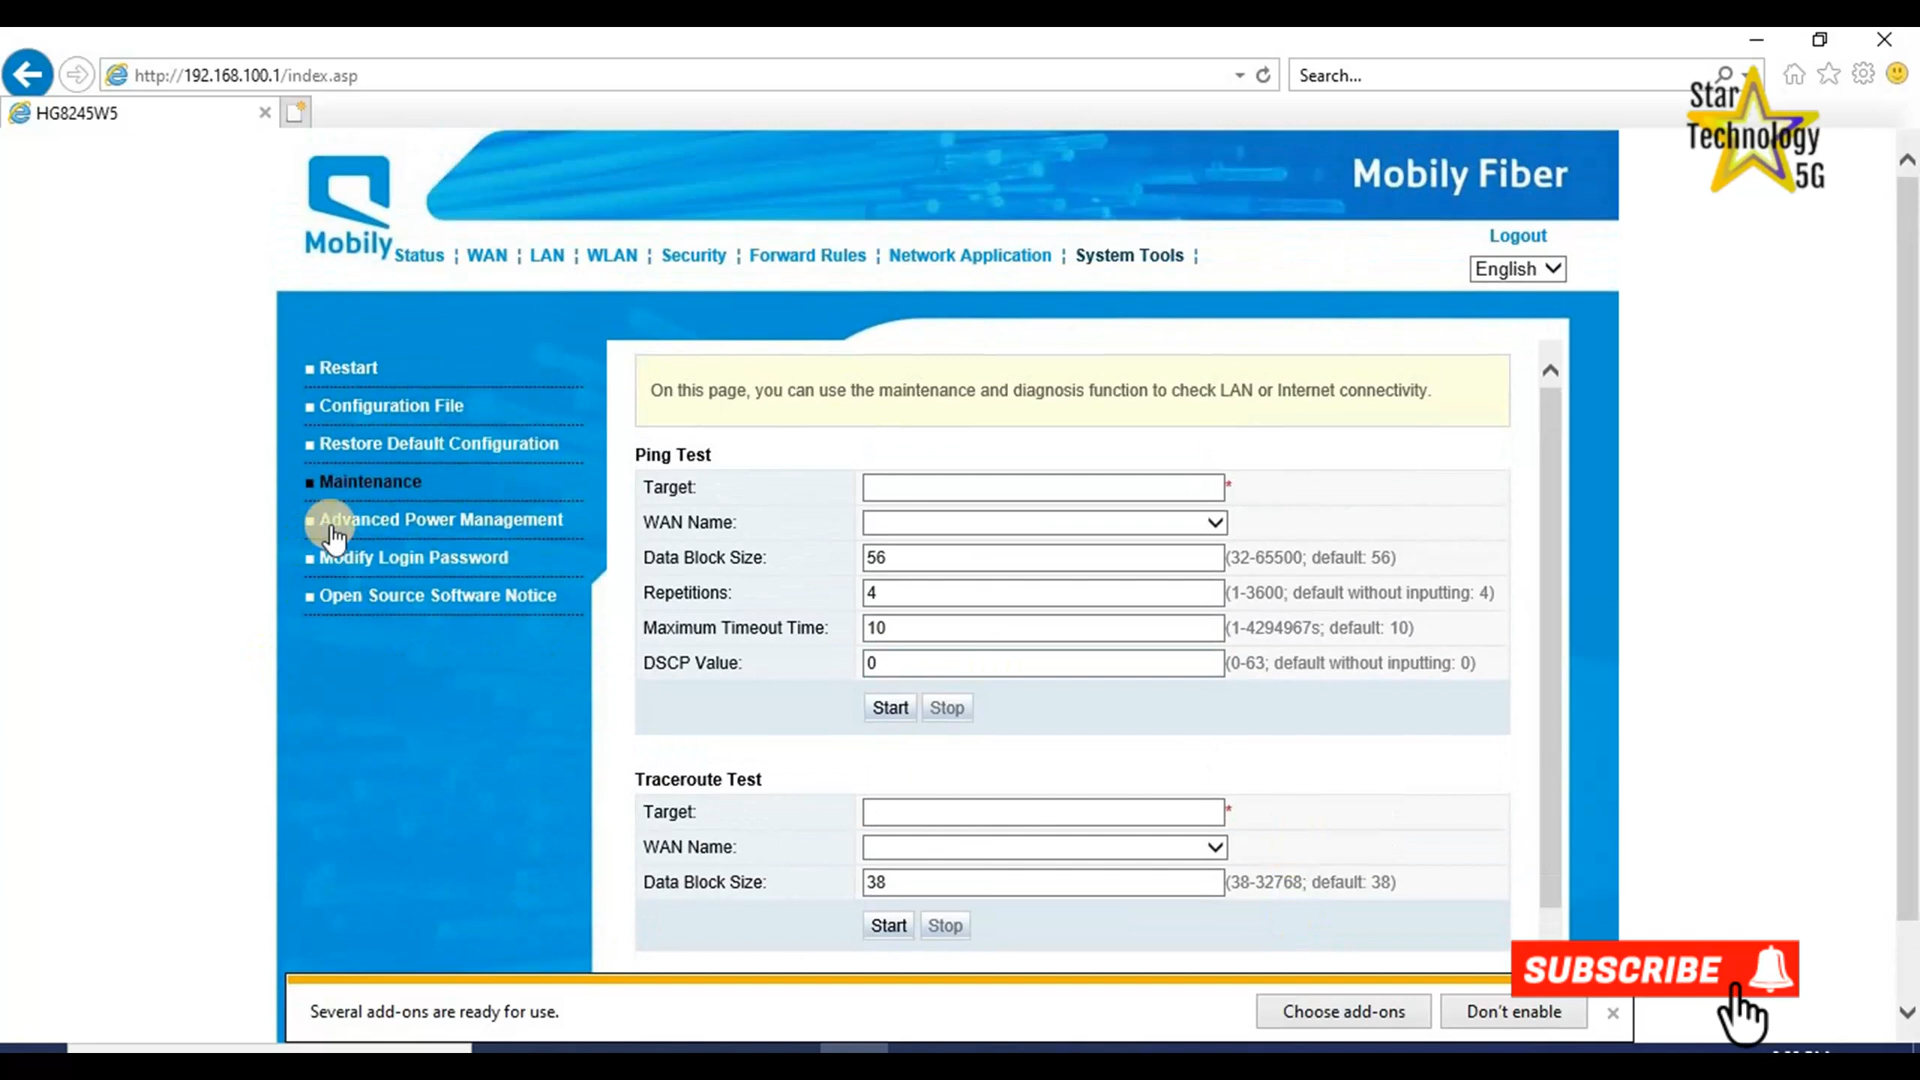 http://192.168.100.1/index.asp
Search...
HG8245W5
Star
Technology
5G
Mobily Fiber
Mobily
Status ¦ WAN ¦ LAN ¦ WLAN ¦ Security ¦ Forward Rules ¦ Network Application ¦ System Tools ¦
Logout
English
Restart
Configuration File
Restore Default Configuration
Maintenance
Advanced Power Management
Modify Login Password
Open Source Software Notice
On this page, you can use the maintenance and diagnosis function to check LAN or Internet connectivity.
Ping Test
Target: *
WAN Name:
Data Block Size: 56 (32-65500; default: 56)
Repetitions: 4 (1-3600; default without inputting: 4)
Maximum Timeout Time: 10 (1-4294967s; default: 10)
DSCP Value: 0 (0-63; default without inputting: 0)
Start Stop
Traceroute Test
Target: *
WAN Name:
Data Block Size: 38 (38-32768; default: 38)
Start Stop
SUBSCRIBE
Several add-ons are ready for use.
Choose add-ons
Don't enable